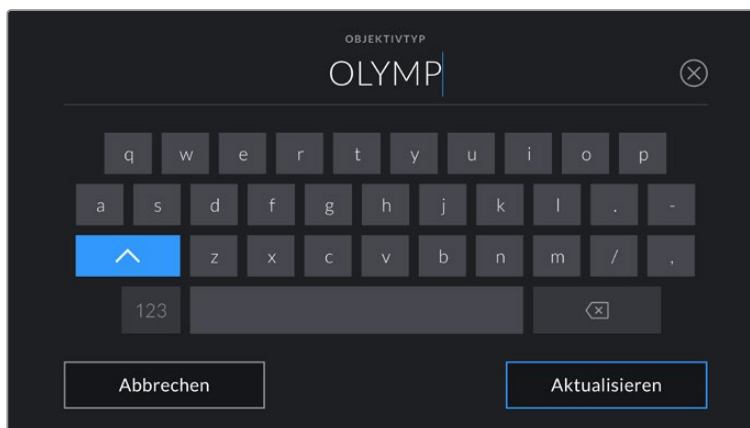 OBJEKTIVTYP
OLYMP
q w e r t y u i o p
a s d f g h j k l . -
z x c v b n m / ,
123
Abbrechen Aktualisieren